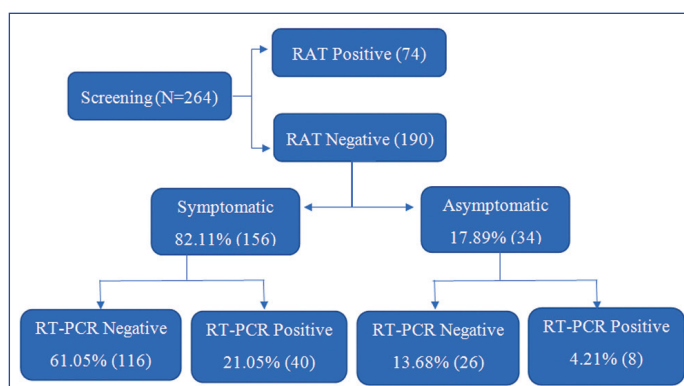 RAT Positive (74)
Screening (N=264)
RAT Negative (190)
Symptomatic
82.11% (156)
Asymptomatic
17.89% (34)
RT-PCR Negative
61.05% (116)
RT-PCR Positive
21.05% (40)
RT-PCR Negative
13.68% (26)
RT-PCR Positive
4.21% (8)